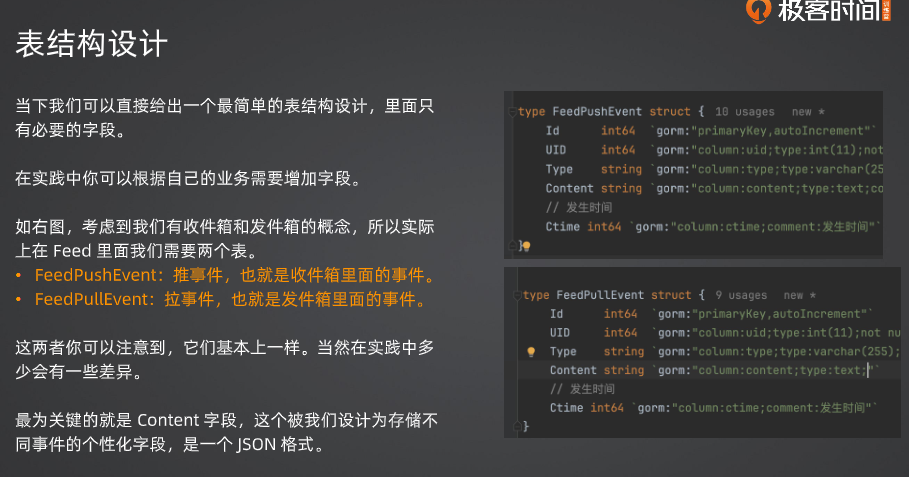 极客时间 训练营
表结构设计
当下我们可以直接给出一个最简单的表结构设计，里面只
有必要的字段。
在实践中你可以根据自己的业务需要增加字段。
如右图，考虑到我们有收件箱和发件箱的概念，所以实际
上在 Feed 里面我们需要两个表。
• FeedPushEvent：推事件，也就是收件箱里面的事件。
• FeedPullEvent：拉事件，也就是发件箱里面的事件。
这两者你可以注意到，它们基本上一样。当然在实践中多
少会有一些差异。
最为关键的就是 Content 字段，这个被我们设计为存储不
同事件的个性化字段，是一个 JSON 格式。
type FeedPushEvent struct { 10 usages new *
Id int64 `gorm:"primaryKey,autoIncrement"`
UID int64 `gorm:"column:uid;type:int(11);not
Type string `gorm:"column:type;type:varchar(25
Content string `gorm:"column:content;type:text;co
// 发生时间
Ctime int64 `gorm:"column:ctime;comment:发生时间"`
}
type FeedPullEvent struct { 9 usages new *
Id int64 `gorm:"primaryKey,autoIncrement"`
UID int64 `gorm:"column:uid;type:int(11);not nu
Type string `gorm:"column:type;type:varchar(255);
Content string `gorm:"column:content;type:text;"`
// 发生时间
Ctime int64 `gorm:"column:ctime;comment:发生时间"`
}